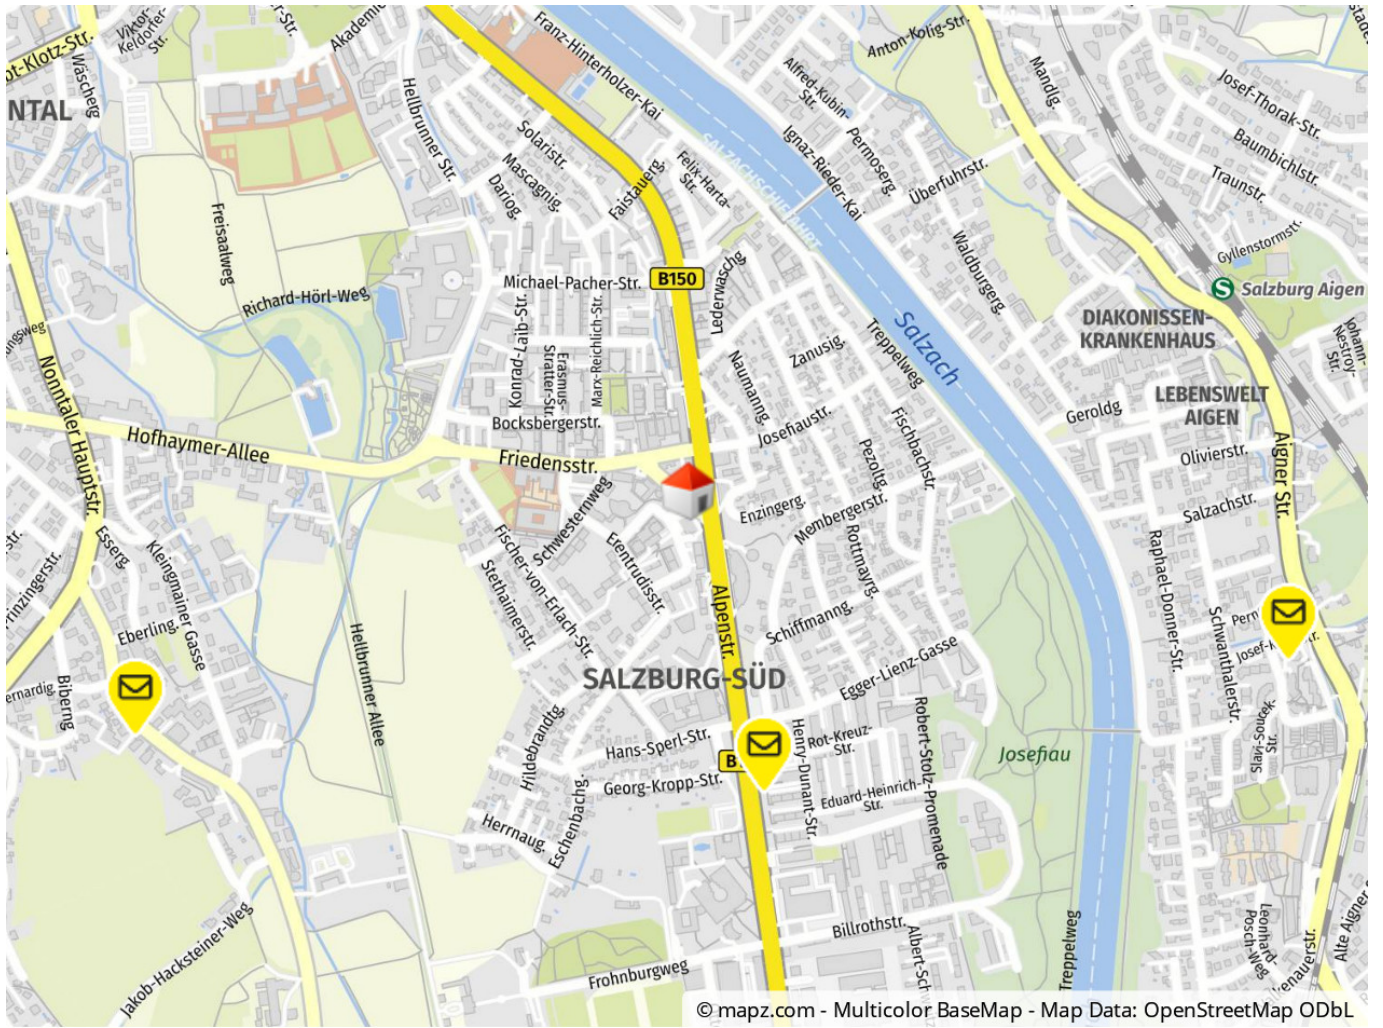 Viktor-
Keldorfer-
Str.
Akademie
Anton-Kolig-Str.
Franz-Hinterholzer-Kai
Wäscherg
NTAL
Hellbrunner Str.
Alfred-Kubin-
Str.
Mandlg.
Josef-Thorak-Str.
Baumbichlstr.
Traunstr.
Solaristr.
Mascagnig.
Dariog.
Faistauerg.
Felix-Harta-
Str.
SALZACHSCHIFFFAHRT
Ignaz-Rieder-Kai
Permoserg.
Überfuhrstr.
Freisaalweg
Waldburgerg.
Gyllenstormstr.
Michael-Pacher-Str.
B150
Lederwaschg
S Salzburg Aigen
Richard-Hörl-Weg
DIAKONISSEN-
KRANKENHAUS
Johann-
Nestroy-
Str.
Nonntaler Hauptstr.
Konrad-Laib-Str.
Erasmus-
Stratter-Str.
Marx-Reichlich-Str.
Naumanng.
Zanusig.
Treppelweg
Salzach
LEBENSWELT
AIGEN
Geroldg.
Hofhaymer-Allee
Bocksbergerstr.
Friedensstr.
Josefiaustr.
Pezoltg.
Fischbachstr.
Olivierstr.
Salzachstr.
Aigner Str.
Schwesternweg
Enzingerg.
Membergerstr.
Rottmayrg.
Esserg
Kleingmainer Gasse
Fischer-von-Erlach-Str.
Stethaimerstr.
Erentrudisstr.
Alpenstr.
Raphael-Donner-Str.
Schwanthalerstr.
Eberling.
Hellbrunner Allee
Schiffmanng.
SALZBURG-SÜD
Egger-Lienz-Gasse
Biberng
Hildebrandtg.
Hans-Sperl-Str.
Georg-Kropp-Str.
Henry-Dunant-Str.
Rot-Kreuz-
Str.
Robert-Stolz-Promenade
Josefiau
Slavi-Soucek-
Str.
Eduard-Heinrich-
Str.
Herrnaug.
Eschenbachg.
Jakob-Hacksteiner-Weg
Billrothstr.
Treppelweg
Leonhard-
Posch-Weg
Frohnburgweg
© mapz.com - Multicolor BaseMap - Map Data: OpenStreetMap ODbL